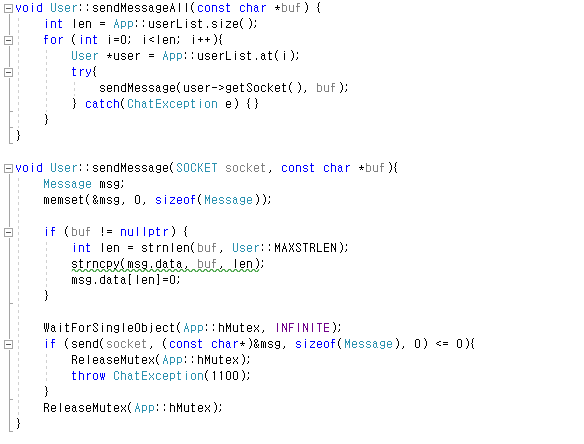 void User::sendMessageAll(const char *buf) {
    int len = App::userList.size();
    for (int i=0; i<len; i++){
        User *user = App::userList.at(i);
        try{
            sendMessage(user->getSocket(), buf);
        } catch(ChatException e) {}
    }
}
void User::sendMessage(SOCKET socket, const char *buf){
    Message msg;
    memset(&msg, 0, sizeof(Message));
    if (buf != nullptr) {
        int len = strnlen(buf, User::MAXSTRLEN);
        strncpy(msg.data, buf, len);
        msg.data[len]=0;
    }
    WaitForSingleObject(App::hMutex, INFINITE);
    if (send(socket, (const char*)&msg, sizeof(Message), 0) <= 0){
        ReleaseMutex(App::hMutex);
        throw ChatException(1100);
    }
    ReleaseMutex(App::hMutex);
}